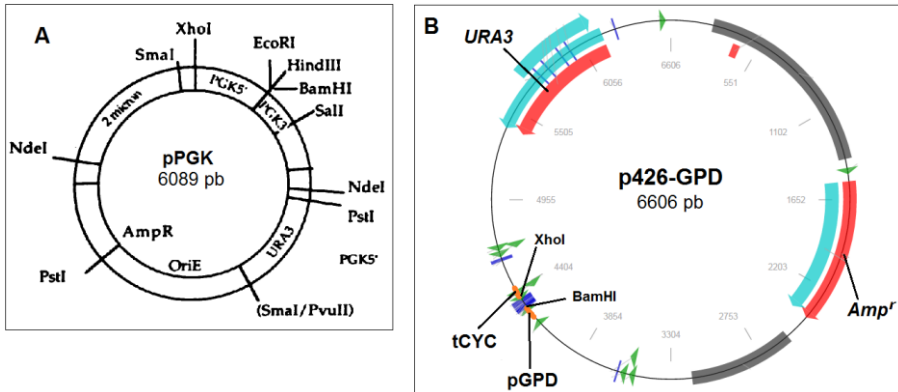 A
XhoI
SmaI
EcoRI
HindIII
BamHI
SalI
PGK5'
PGK3
2 micron
NdeI
pPGK
6089 pb
NdeI
PstI
AmpR
OriE
URA3
PGK5'
PstI
(SmaI/PvuII)
B
URA3
6056
6606
551
5505
1102
p426-GPD
6606 pb
4955
1652
XhoI
4404
2203
BamHI
Ampr
tCYC
3854
3304
2753
pGPD